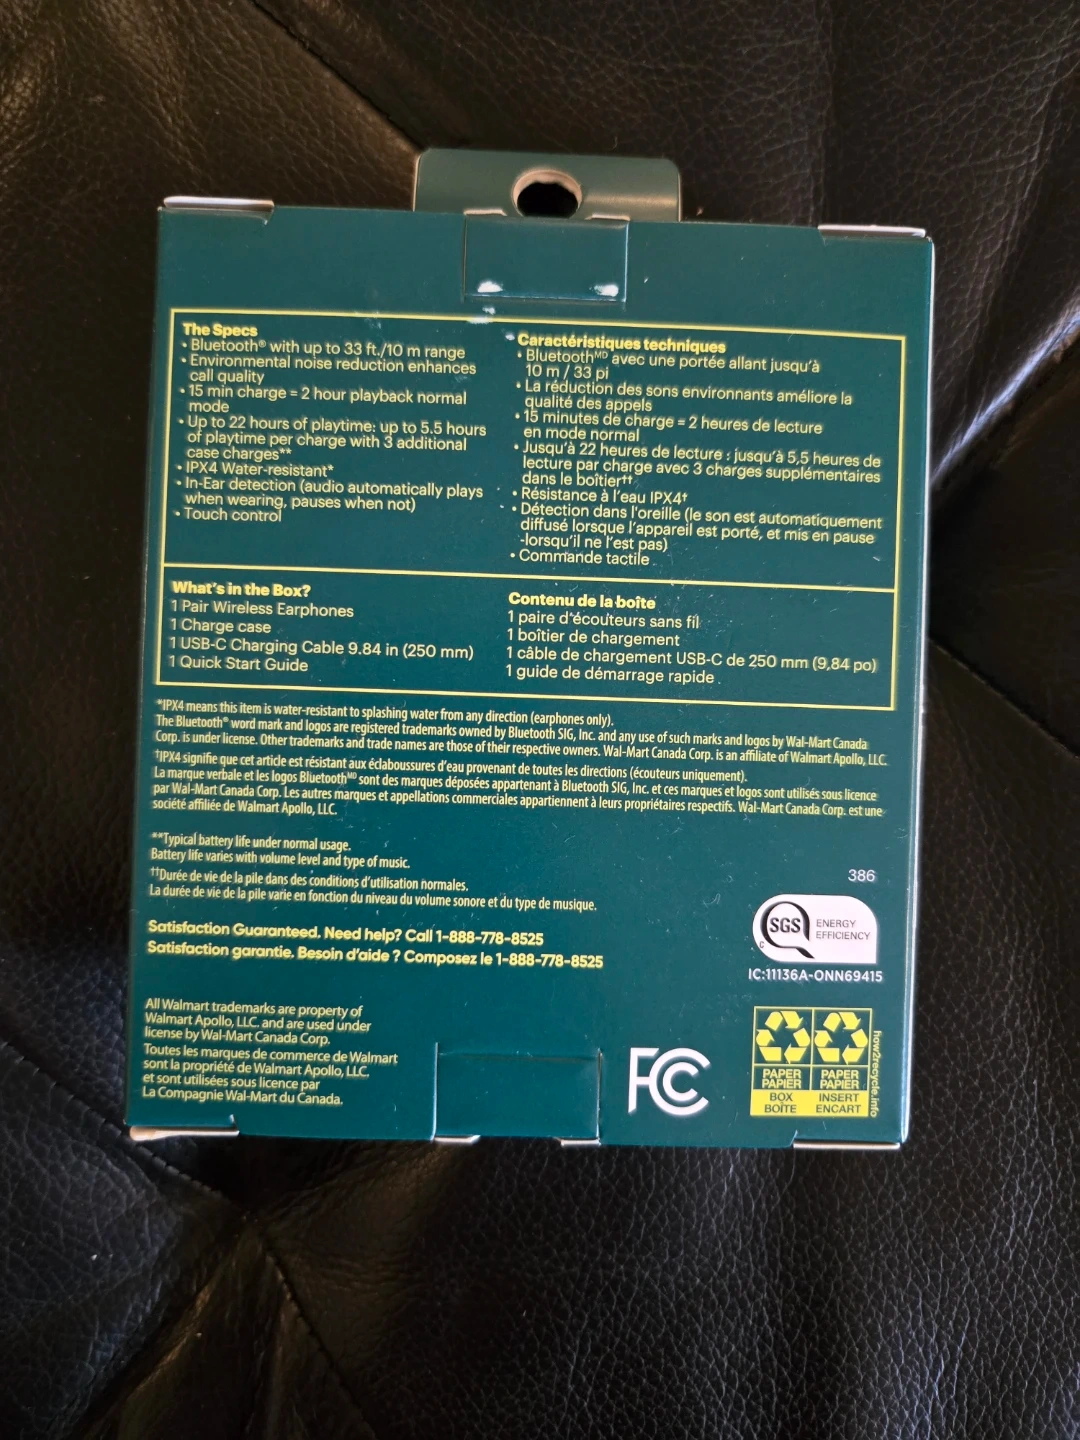 The Specs
• Bluetooth® with up to 33 ft./10 m range
• Environmental noise reduction enhances
call quality
• 15 min charge = 2 hour playback normal
mode
• Up to 22 hours of playtime: up to 5.5 hours
of playtime per charge with 3 additional
case charges**
• IPX4 Water-resistant*
• In-Ear detection (audio automatically plays
when wearing, pauses when not)
• Touch control
Caractéristiques techniques
• Bluetoothᴹᴰ avec une portée allant jusqu'à
10 m / 33 pi
• La réduction des sons environnants améliore la
qualité des appels
• 15 minutes de charge = 2 heures de lecture
en mode normal
• Jusqu'à 22 heures de lecture : jusqu'à 5,5 heures de
lecture par charge avec 3 charges supplémentaires
dans le boîtier††
• Résistance à l'eau IPX4†
• Détection dans l'oreille (le son est automatiquement
diffusé lorsque l'appareil est porté, et mis en pause
lorsqu'il ne l'est pas)
• Commande tactile
What's in the Box?
1 Pair Wireless Earphones
1 Charge case
1 USB-C Charging Cable 9.84 in (250 mm)
1 Quick Start Guide
Contenu de la boîte
1 paire d'écouteurs sans fil
1 boîtier de chargement
1 câble de chargement USB-C de 250 mm (9,84 po)
1 guide de démarrage rapide
*IPX4 means this item is water-resistant to splashing water from any direction (earphones only).
The Bluetooth® word mark and logos are registered trademarks owned by Bluetooth SIG, Inc. and any use of such marks and logos by Wal-Mart Canada
Corp. is under license. Other trademarks and trade names are those of their respective owners. Wal-Mart Canada Corp. is an affiliate of Walmart Apollo, LLC.
†IPX4 signifie que cet article est résistant aux éclaboussures d'eau provenant de toutes les directions (écouteurs uniquement).
La marque verbale et les logos Bluetoothᴹᴰ sont des marques déposées appartenant à Bluetooth SIG, Inc. et ces marques et logos sont utilisés sous licence
par Wal-Mart Canada Corp. Les autres marques et appellations commerciales appartiennent à leurs propriétaires respectifs. Wal-Mart Canada Corp. est une
société affiliée de Walmart Apollo, LLC.
**Typical battery life under normal usage.
Battery life varies with volume level and type of music.
††Durée de vie de la pile dans des conditions d'utilisation normales.
La durée de vie de la pile varie en fonction du niveau du volume sonore et du type de musique.
Satisfaction Guaranteed. Need help? Call 1-888-778-8525
Satisfaction garantie. Besoin d'aide ? Composez le 1-888-778-8525
386
SGS
C
ENERGY
EFFICIENCY
IC:11136A-ONN69415
All Walmart trademarks are property of
Walmart Apollo, LLC. and are used under
license by Wal-Mart Canada Corp.
Toutes les marques de commerce de Walmart
sont la propriété de Walmart Apollo, LLC.
et sont utilisées sous licence par
La Compagnie Wal-Mart du Canada.
FC
PAPER
PAPIER
BOX
BOÎTE
PAPER
PAPIER
INSERT
ENCART
how2recycle.info